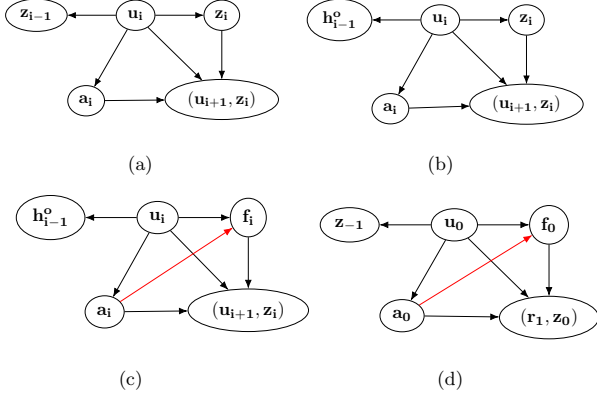 z_{i−1} u_i z_i
a_i (u_{i+1}, z_i)
(a)
h^o_{i−1} u_i z_i
a_i (u_{i+1}, z_i)
(b)
h^o_{i−1} u_i f_i
a_i (u_{i+1}, z_i)
(c)
z_{−1} u_0 f_0
a_0 (r_1, z_0)
(d)